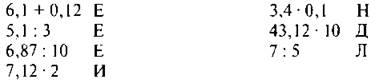 6,1 + 0,12 Е
5,1 : 3 Е
6,87 : 10 Е
7,12 · 2 И
3,4 · 0,1 Н
43,12 · 10 Д
7 : 5 Л